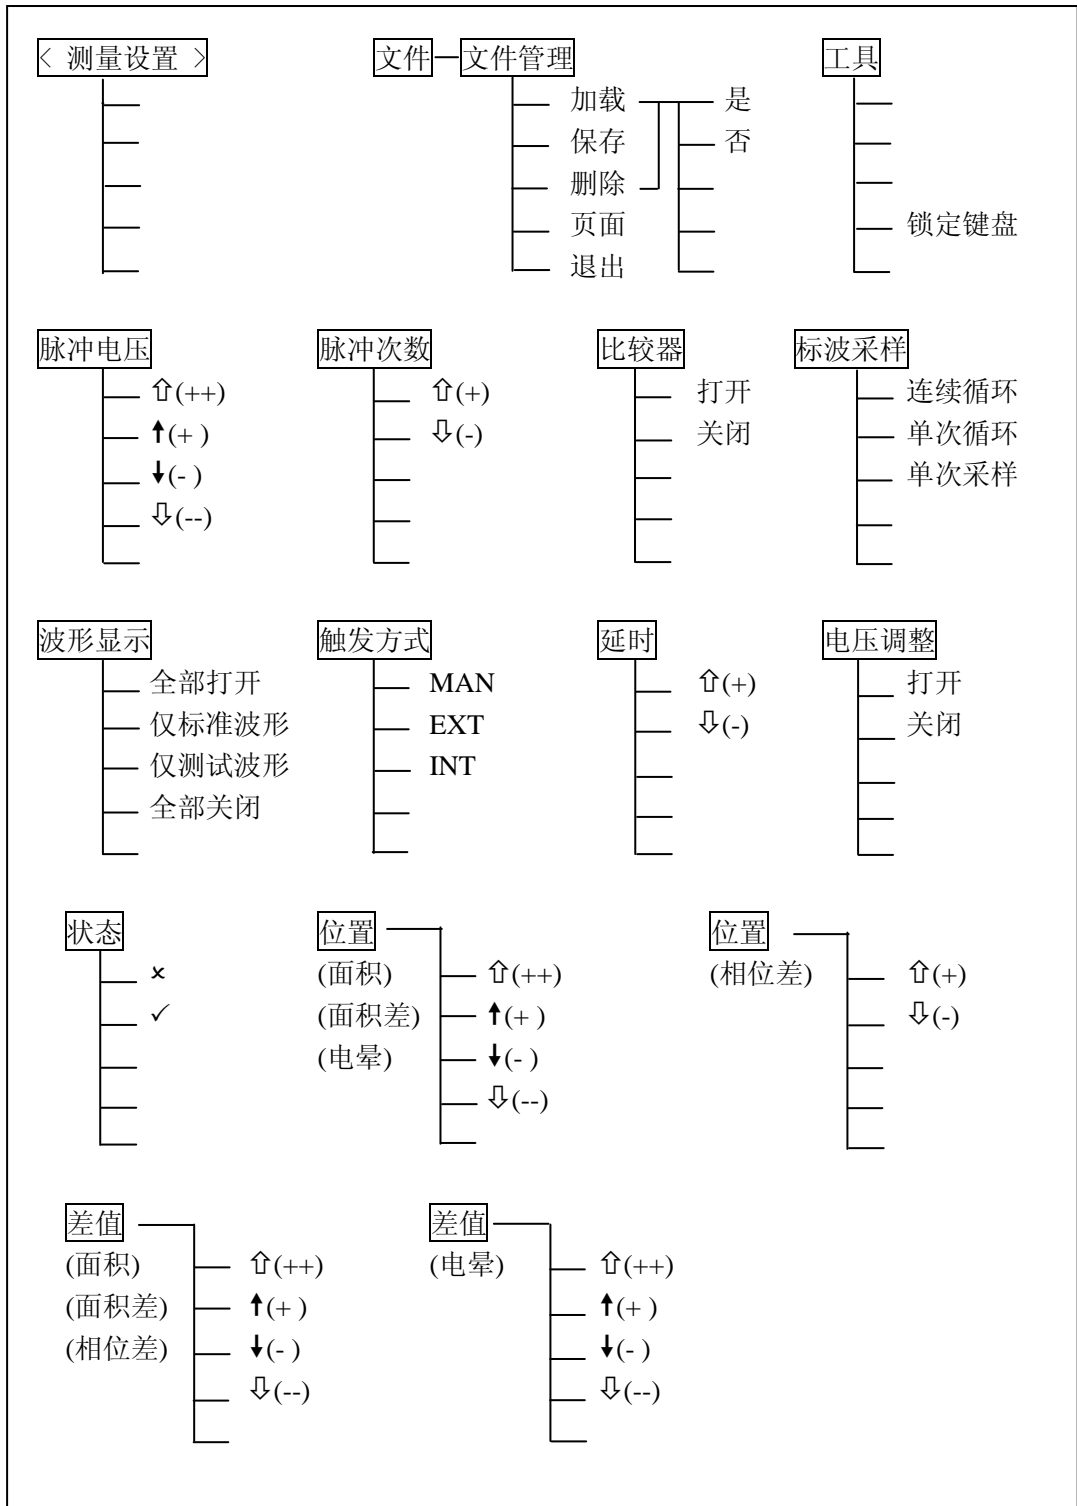 < 测量设置 >
文件 文件管理
加载
保存
删除
页面
退出
是
否
工具
锁定键盘
脉冲电压
⇧(++)
↑(+ )
↓(- )
⇩(--)
脉冲次数
⇧(+)
⇩(-)
比较器
打开
关闭
标波采样
连续循环
单次循环
单次采样
波形显示
全部打开
仅标准波形
仅测试波形
全部关闭
触发方式
MAN
EXT
INT
延时
⇧(+)
⇩(-)
电压调整
打开
关闭
状态
×
✓
位置
(面积)
(面积差)
(电晕)
⇧(++)
↑(+ )
↓(- )
⇩(--)
位置
(相位差)
⇧(+)
⇩(-)
差值
(面积)
(面积差)
(相位差)
⇧(++)
↑(+ )
↓(- )
⇩(--)
差值
(电晕)
⇧(++)
↑(+ )
↓(- )
⇩(--)